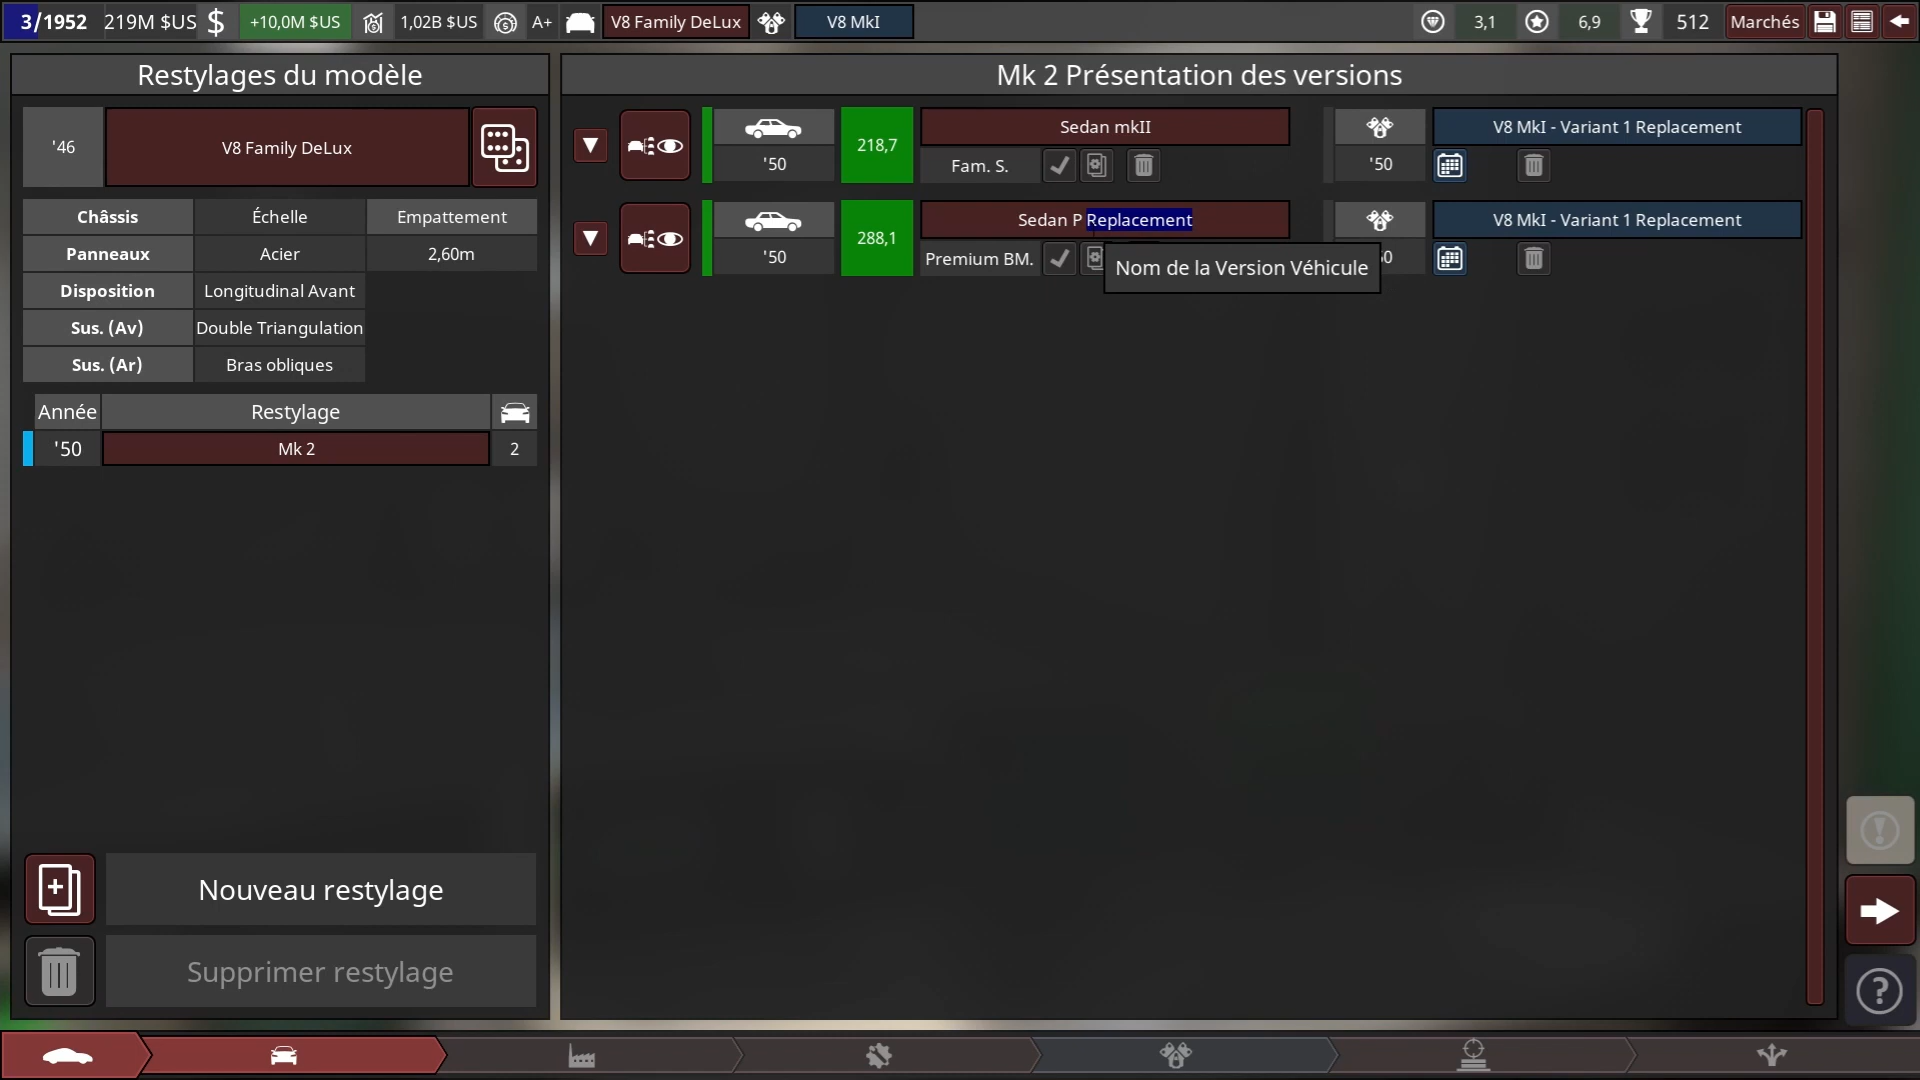 3/1952 219M $US +10,0M $US 1,02B $US A+ V8 Family DeLux V8 MkI 3,1 6,9 512 Marchés
Restylages du modèle
'46 V8 Family DeLux
Châssis Échelle Empattement
Panneaux Acier 2,60m
Disposition Longitudinal Avant
Sus. (Av) Double Triangulation
Sus. (Ar) Bras obliques
Année Restylage
'50 Mk 2 2
Nouveau restylage
Supprimer restylage
Mk 2 Présentation des versions
218,7 Sedan mkII V8 MkI - Variant 1 Replacement
'50 Fam. S. '50
288,1 Sedan P Replacement V8 MkI - Variant 1 Replacement
'50 Premium BM.
Nom de la Version Véhicule